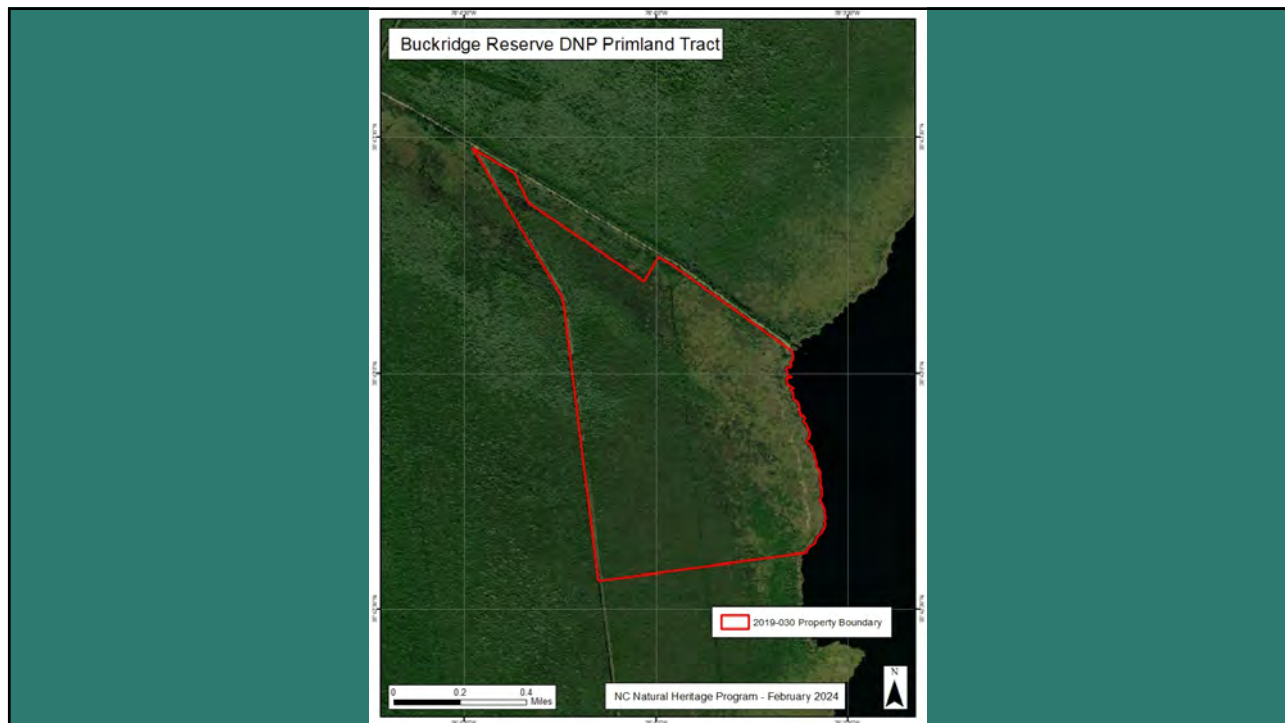 Buckridge Reserve DNP Primland Tract
2019-030 Property Boundary
0 0.2 0.4
Miles
NC Natural Heritage Program - February 2024
N